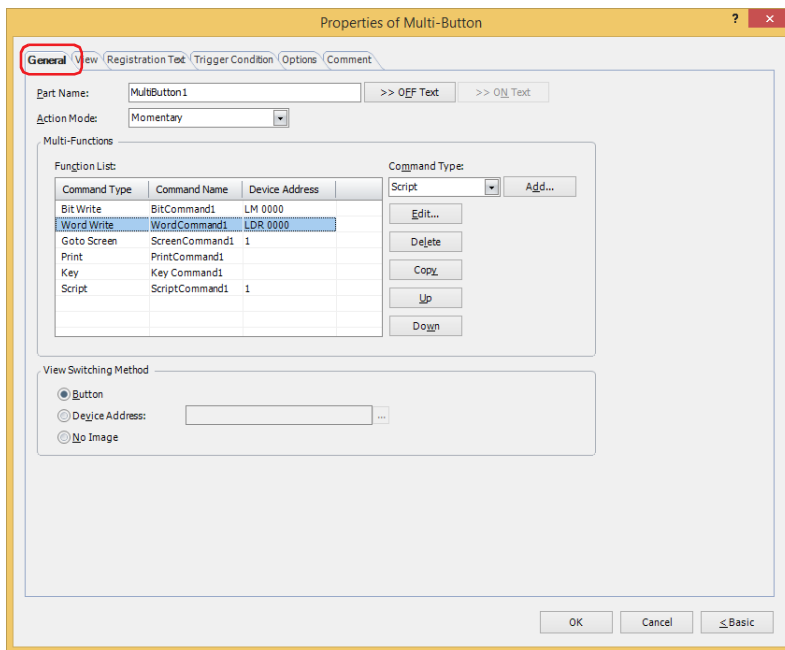 Properties of Multi-Button
?
×
General View Registration Text Trigger Condition Options Comment
Part Name: MultiButton1 >> OFF Text >> ON Text
Action Mode: Momentary
Multi-Functions
Function List: Command Type:
Command Type Command Name Device Address Script Add...
Bit Write BitCommand1 LM 0000 Edit...
Word Write WordCommand1 LDR 0000
Goto Screen ScreenCommand1 1 Delete
Print PrintCommand1
Key Key Command1 Copy
Script ScriptCommand1 1
Up
Down
View Switching Method
Button
Device Address: ...
No Image
OK Cancel < Basic